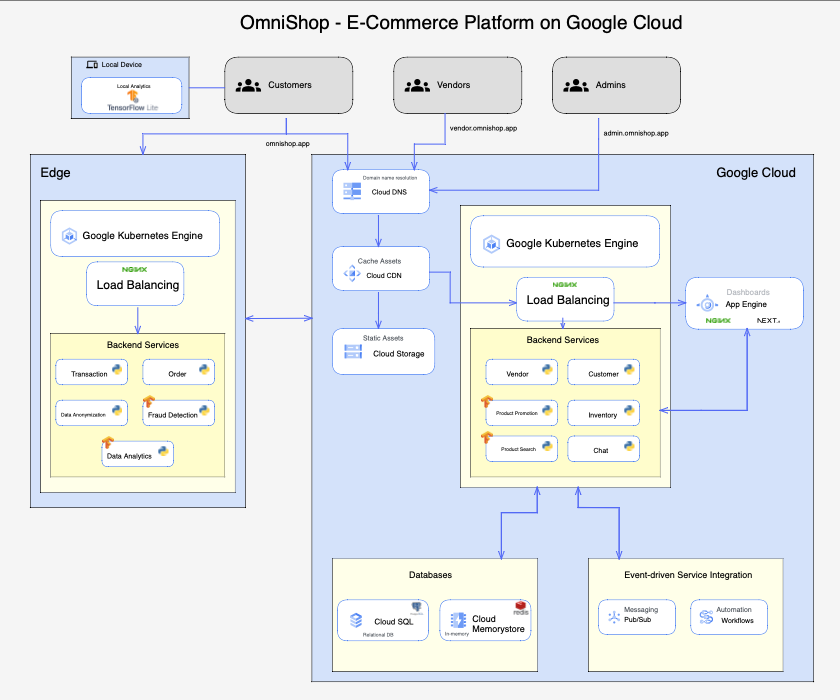 OmniShop - E-Commerce Platform on Google Cloud
Local Device
Local Analytics
TensorFlow Lite
Customers
Vendors
Admins
omnishop.app
vendor.omnishop.app
admin.omnishop.app
Edge
Google Kubernetes Engine
NGINX
Load Balancing
Backend Services
Transaction
Order
Data Anonymization
Fraud Detection
Data Analytics
Google Cloud
Domain name resolution
Cloud DNS
Cache Assets
Cloud CDN
Static Assets
Cloud Storage
Google Kubernetes Engine
NGINX
Load Balancing
Backend Services
Vendor
Customer
Product Promotion
Inventory
Product Search
Chat
Dashboards
App Engine
NGINX
NEXT.
Databases
Cloud SQL
Relational DB
redis
Cloud
Memorystore
In-memory
Event-driven Service Integration
Messaging
Pub/Sub
Automation
Workflows